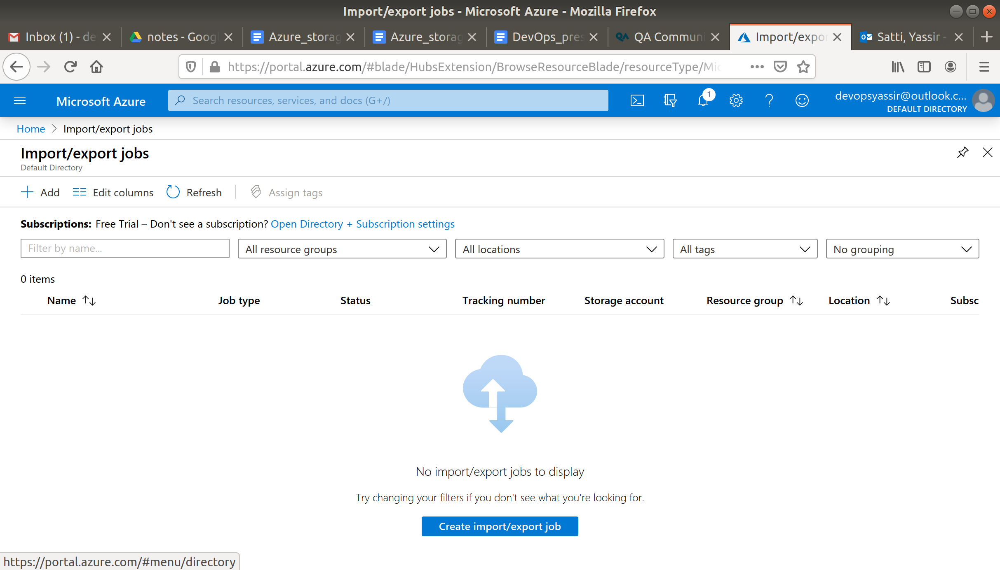 Import/export jobs - Microsoft Azure - Mozilla Firefox
Inbox (1) - de
notes - Googl
Azure_storag
Azure_storag
DevOps_pres
QA Communi
Import/expor
Satti, Yassir -
https://portal.azure.com/#blade/HubsExtension/BrowseResourceBlade/resourceType/Mic
Microsoft Azure
Search resources, services, and docs (G+/)
1
devopsyassir@outlook.c...
DEFAULT DIRECTORY
Home > Import/export jobs
Import/export jobs
Default Directory
Add
Edit columns
Refresh
Assign tags
Subscriptions: Free Trial – Don't see a subscription? Open Directory + Subscription settings
Filter by name...
All resource groups
All locations
All tags
No grouping
0 items
Name
Job type
Status
Tracking number
Storage account
Resource group
Location
Subsc
No import/export jobs to display
Try changing your filters if you don't see what you're looking for.
Create import/export job
https://portal.azure.com/#menu/directory